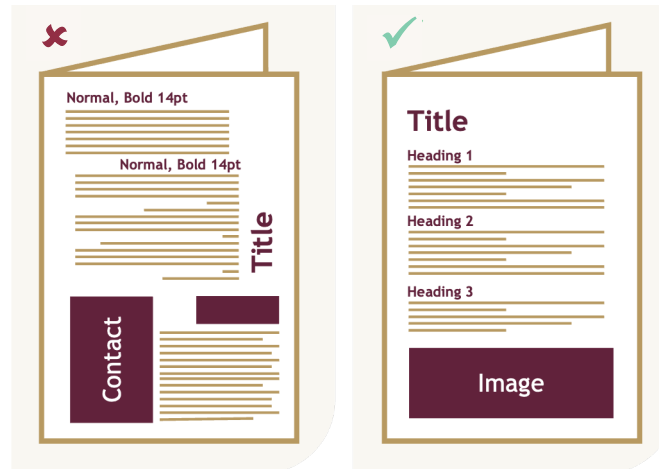 Normal, Bold 14pt
Normal, Bold 14pt
Title
Contact
Title
Heading 1
Heading 2
Heading 3
Image